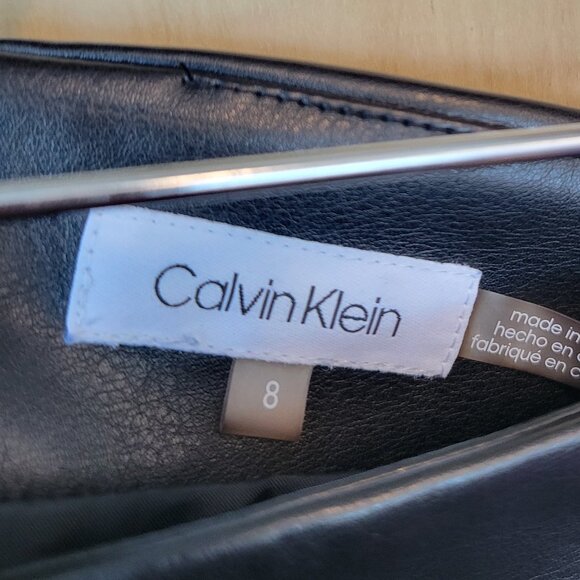 Calvin Klein
8
made in
hecho en
fabriqué en